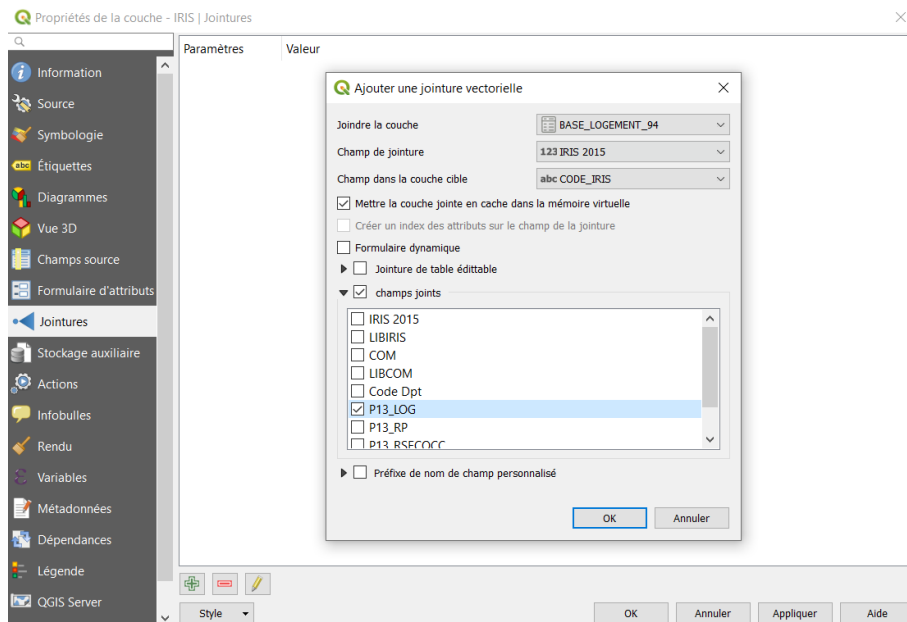 Propriétés de la couche - IRIS | Jointures
Paramètres Valeur
Information
Source
Symbologie
abc Étiquettes
Diagrammes
Vue 3D
Champs source
Formulaire d'attributs
Jointures
Stockage auxiliaire
Actions
Infobulles
Rendu
Variables
Métadonnées
Dépendances
Légende
QGIS Server
Ajouter une jointure vectorielle
Joindre la couche BASE_LOGEMENT_94
Champ de jointure 123 IRIS 2015
Champ dans la couche cible abc CODE_IRIS
Mettre la couche jointe en cache dans la mémoire virtuelle
Créer un index des attributs sur le champ de la jointure
Formulaire dynamique
Jointure de table édittable
champs joints
IRIS 2015
LIBIRIS
COM
LIBCOM
Code Dpt
P13_LOG
P13_RP
P13_RSECOCC
Préfixe de nom de champ personnalisé
OK Annuler
Style OK Annuler Appliquer Aide